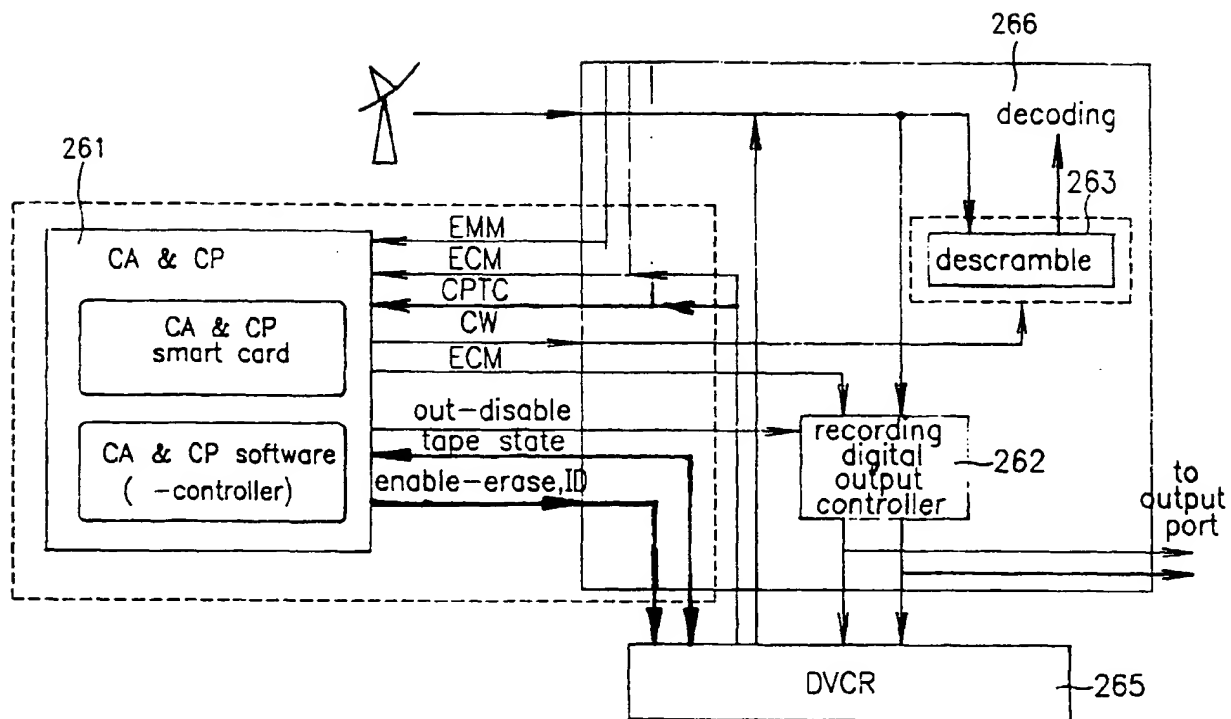 266
decoding
261
263
CA & CP
EMM
ECM
CPTC
CW
ECM
descramble
CA & CP
smart card
out-disable
tape state
enable-erase,ID
CA & CP software
( -controller)
recording
digital
output
controller
262
to
output
port
DVCR
265